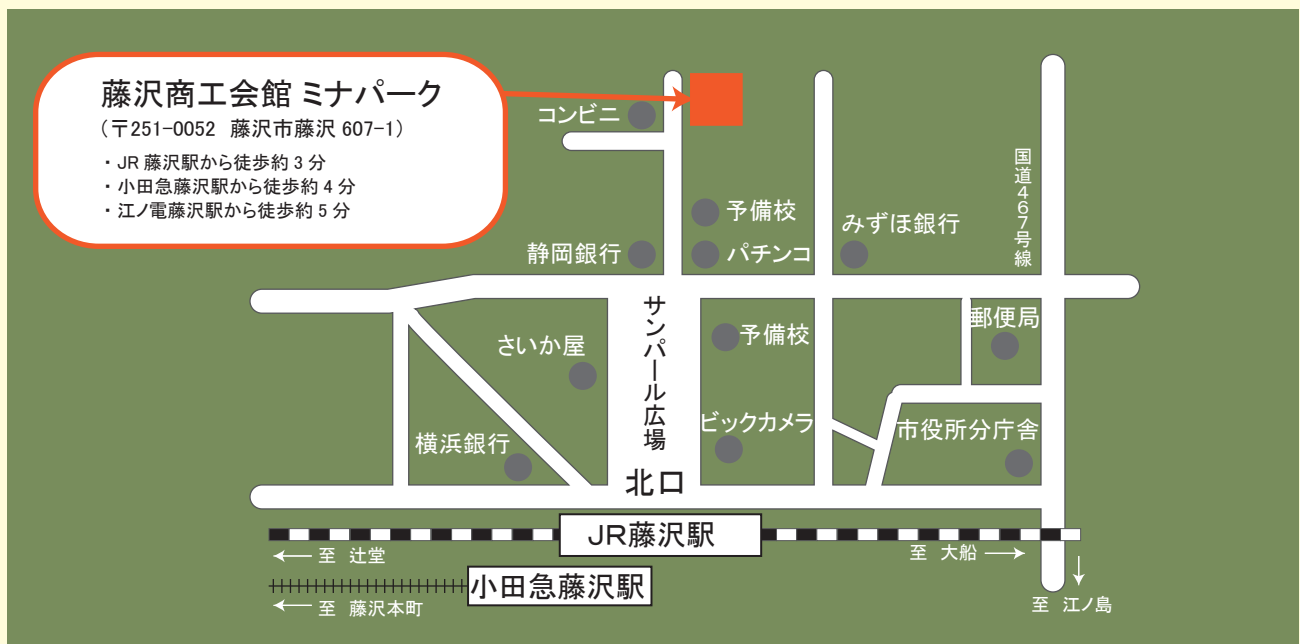 藤沢商工会館 ミナパーク
(〒251-0052 藤沢市藤沢 607-1)
・ JR 藤沢駅から徒歩約 3 分
・ 小田急藤沢駅から徒歩約 4 分
・ 江ノ電藤沢駅から徒歩約 5 分
コンビニ
予備校
静岡銀行
パチンコ
みずほ銀行
国道467号線
サンパール広場
さいか屋
予備校
郵便局
横浜銀行
ビックカメラ
市役所分庁舎
北口
JR藤沢駅
← 至 辻堂
至 大船 →
小田急藤沢駅
← 至 藤沢本町
↓
至 江ノ島